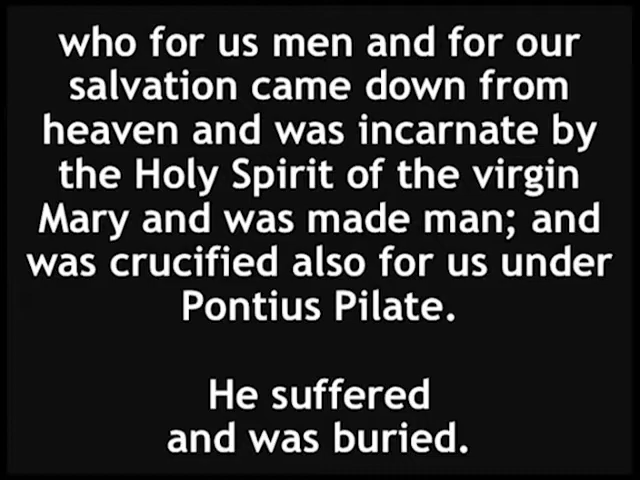 who for us men and for our
salvation came down from
heaven and was incarnate by
the Holy Spirit of the virgin
Mary and was made man; and
was crucified also for us under
Pontius Pilate.
He suffered
and was buried.